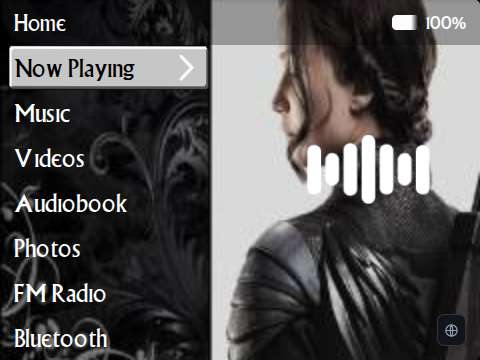 Home
100%
Now Playing
Music
Videos
Audiobook
Photos
FM Radio
Bluetooth